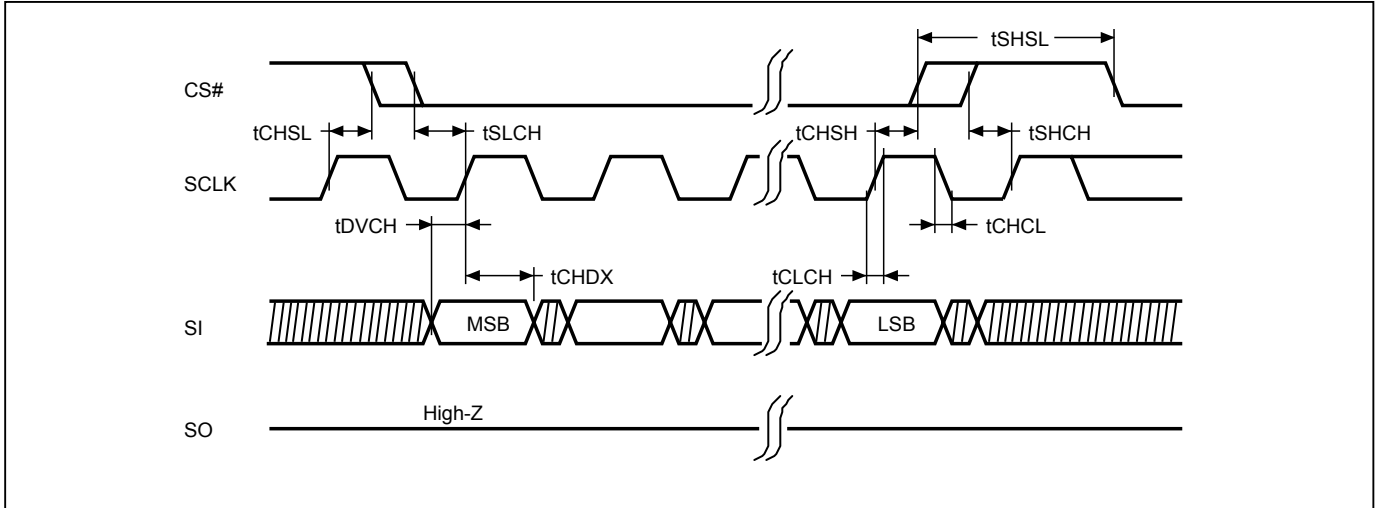 tSHSL
CS#
tCHSL
tSLCH
tCHSH
tSHCH
SCLK
tDVCH
tCHCL
tCHDX
tCLCH
SI
MSB
LSB
High-Z
SO